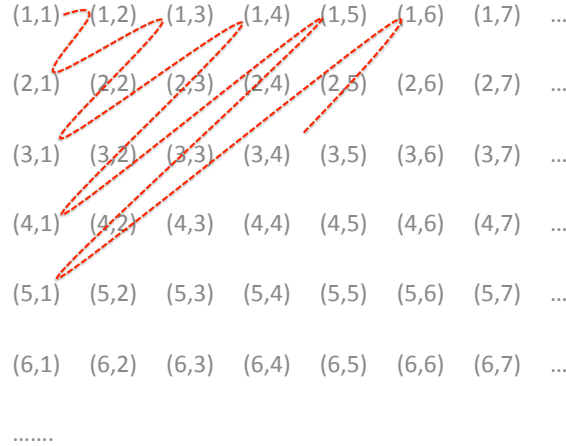 (1,1) (1,2) (1,3) (1,4) (1,5) (1,6) (1,7) ...
(2,1) (2,2) (2,3) (2,4) (2,5) (2,6) (2,7) ...
(3,1) (3,2) (3,3) (3,4) (3,5) (3,6) (3,7) ...
(4,1) (4,2) (4,3) (4,4) (4,5) (4,6) (4,7) ...
(5,1) (5,2) (5,3) (5,4) (5,5) (5,6) (5,7) ...
(6,1) (6,2) (6,3) (6,4) (6,5) (6,6) (6,7) ...
.......